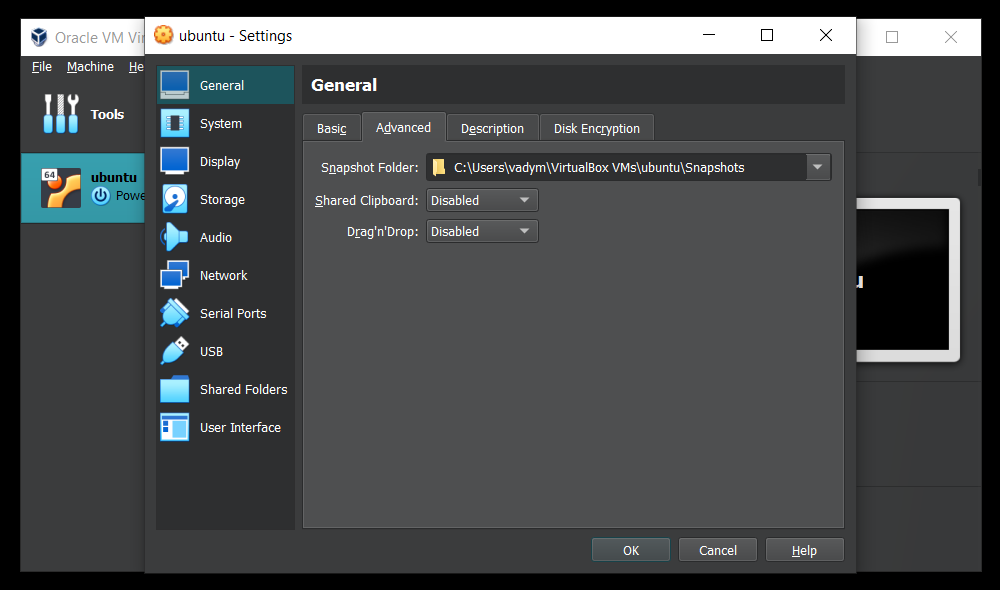 Oracle VM Vi
ubuntu - Settings
File Machine He
Tools
64
ubuntu
Powe
General
System
Display
Storage
Audio
Network
Serial Ports
USB
Shared Folders
User Interface
General
Basic Advanced Description Disk Encryption
Snapshot Folder: C:\Users\vadym\VirtualBox VMs\ubuntu\Snapshots
Shared Clipboard: Disabled
Drag'n'Drop: Disabled
u
OK Cancel Help